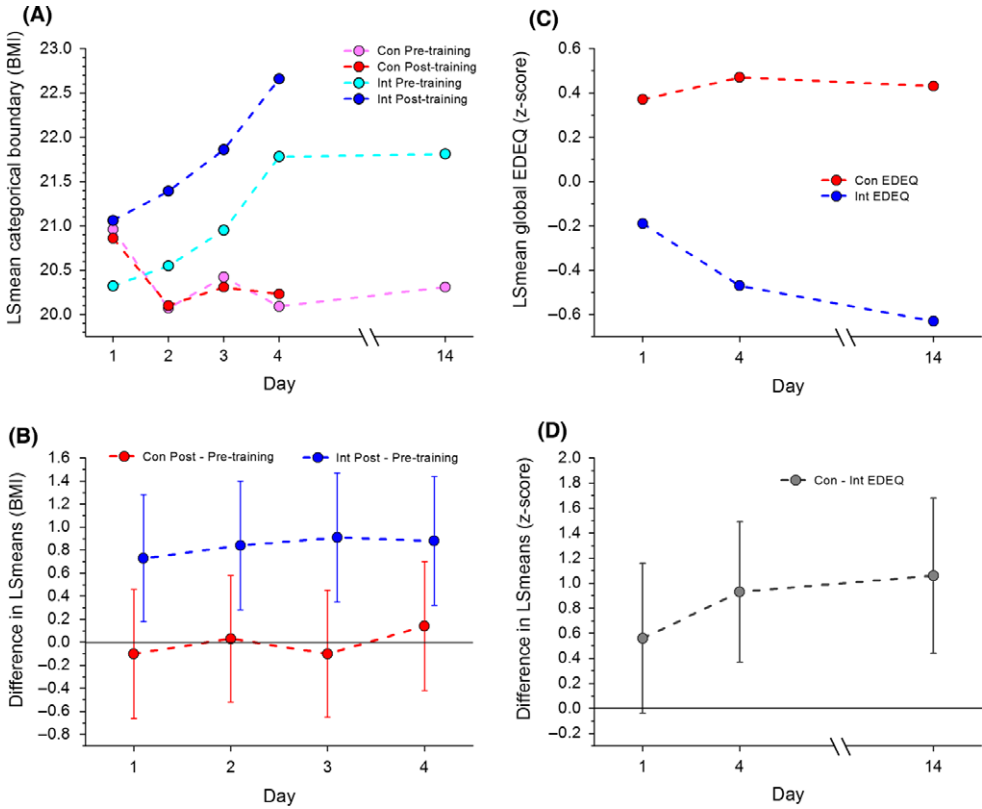 (A)
LSmean categorical boundary (BMI)
23.0
22.5
22.0
21.5
21.0
20.5
20.0
Con Pre-training
Con Post-training
Int Pre-training
Int Post-training
1
2
3
4
14
Day
(C)
LSmean global EDEQ (z-score)
0.6
0.4
0.2
0.0
–0.2
–0.4
–0.6
Con EDEQ
Int EDEQ
1
4
14
Day
(B)
Difference in LSmeans (BMI)
1.6
1.4
1.2
1.0
0.8
0.6
0.4
0.2
0.0
–0.2
–0.4
–0.6
–0.8
Con Post - Pre-training
Int Post - Pre-training
1
2
3
4
Day
(D)
Difference in LSmeans (z-score)
2.0
1.8
1.6
1.4
1.2
1.0
0.8
0.6
0.4
0.2
0.0
–0.2
Con - Int EDEQ
1
4
14
Day